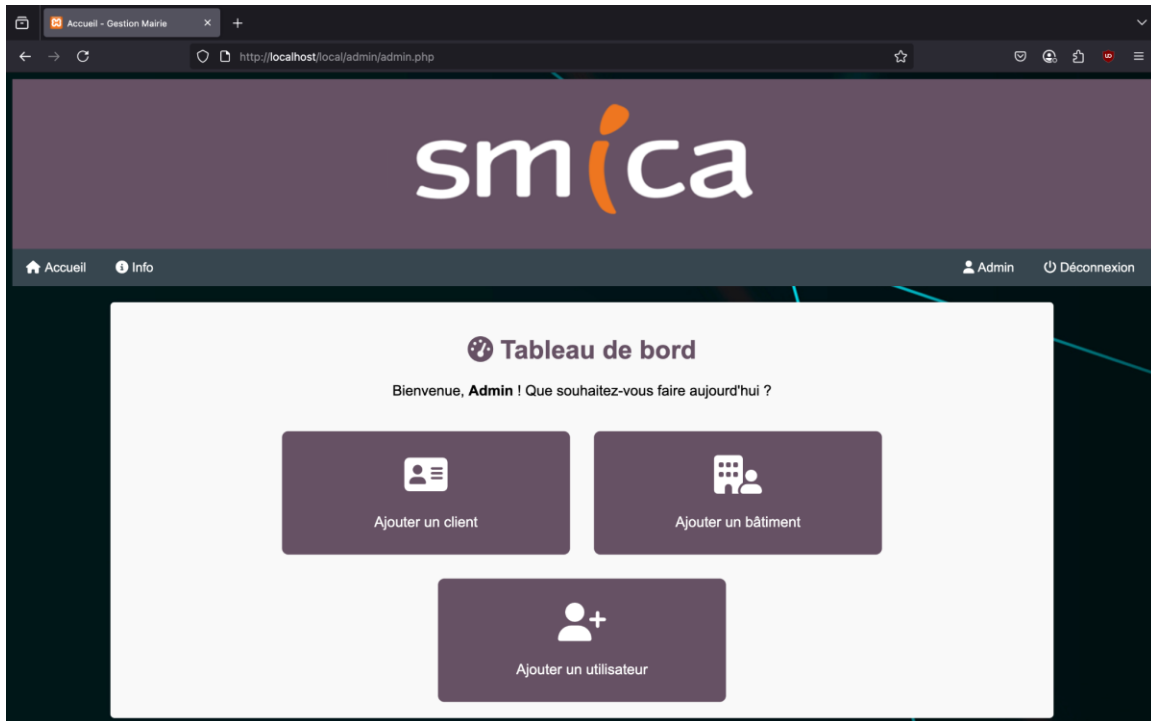 Accueil - Gestion Mairie
http://localhost/local/admin/admin.php
smica
Accueil Info Admin Déconnexion
Tableau de bord
Bienvenue, Admin ! Que souhaitez-vous faire aujourd'hui ?
Ajouter un client Ajouter un bâtiment
Ajouter un utilisateur